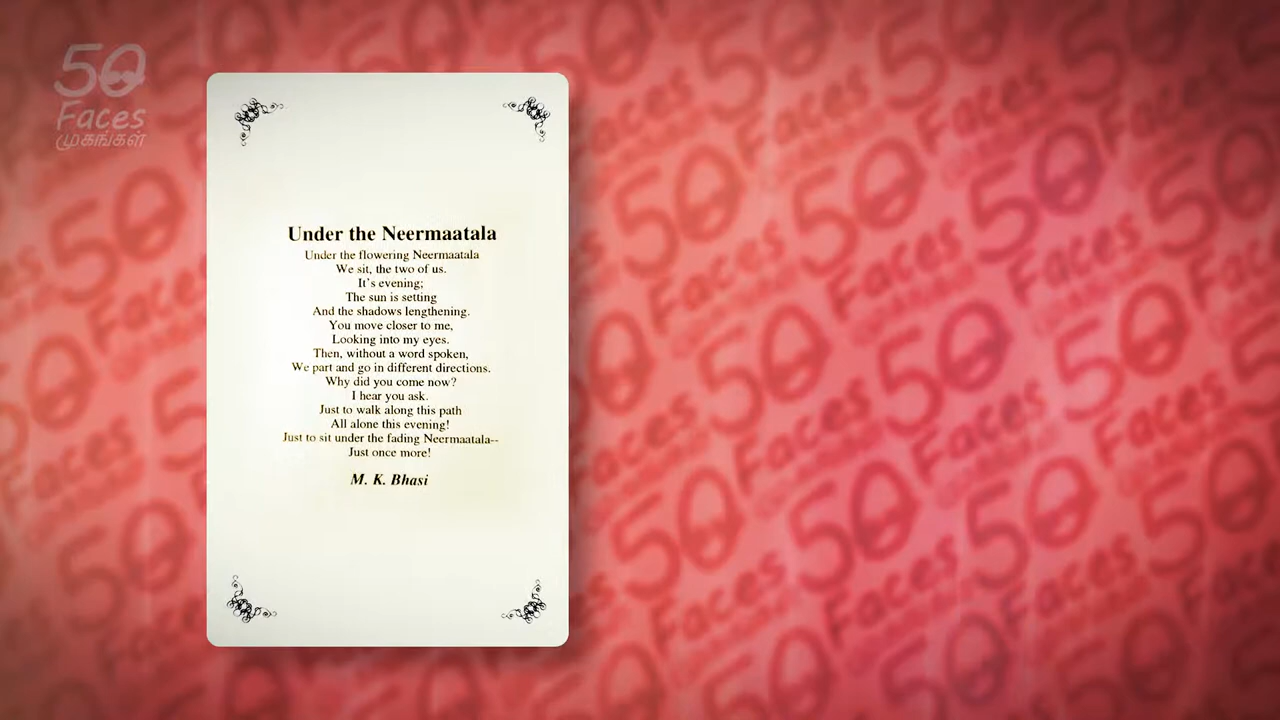 50
Faces
முகங்கள்
Under the Neermaatala
Under the flowering Neermaatala
We sit, the two of us.
It's evening;
The sun is setting
And the shadows lengthening.
You move closer to me,
Looking into my eyes.
Then, without a word spoken,
We part and go in different directions.
Why did you come now?
I hear you ask.
Just to walk along this path
All alone this evening!
Just to sit under the fading Neermaatala--
Just once more!
M. K. Bhasi